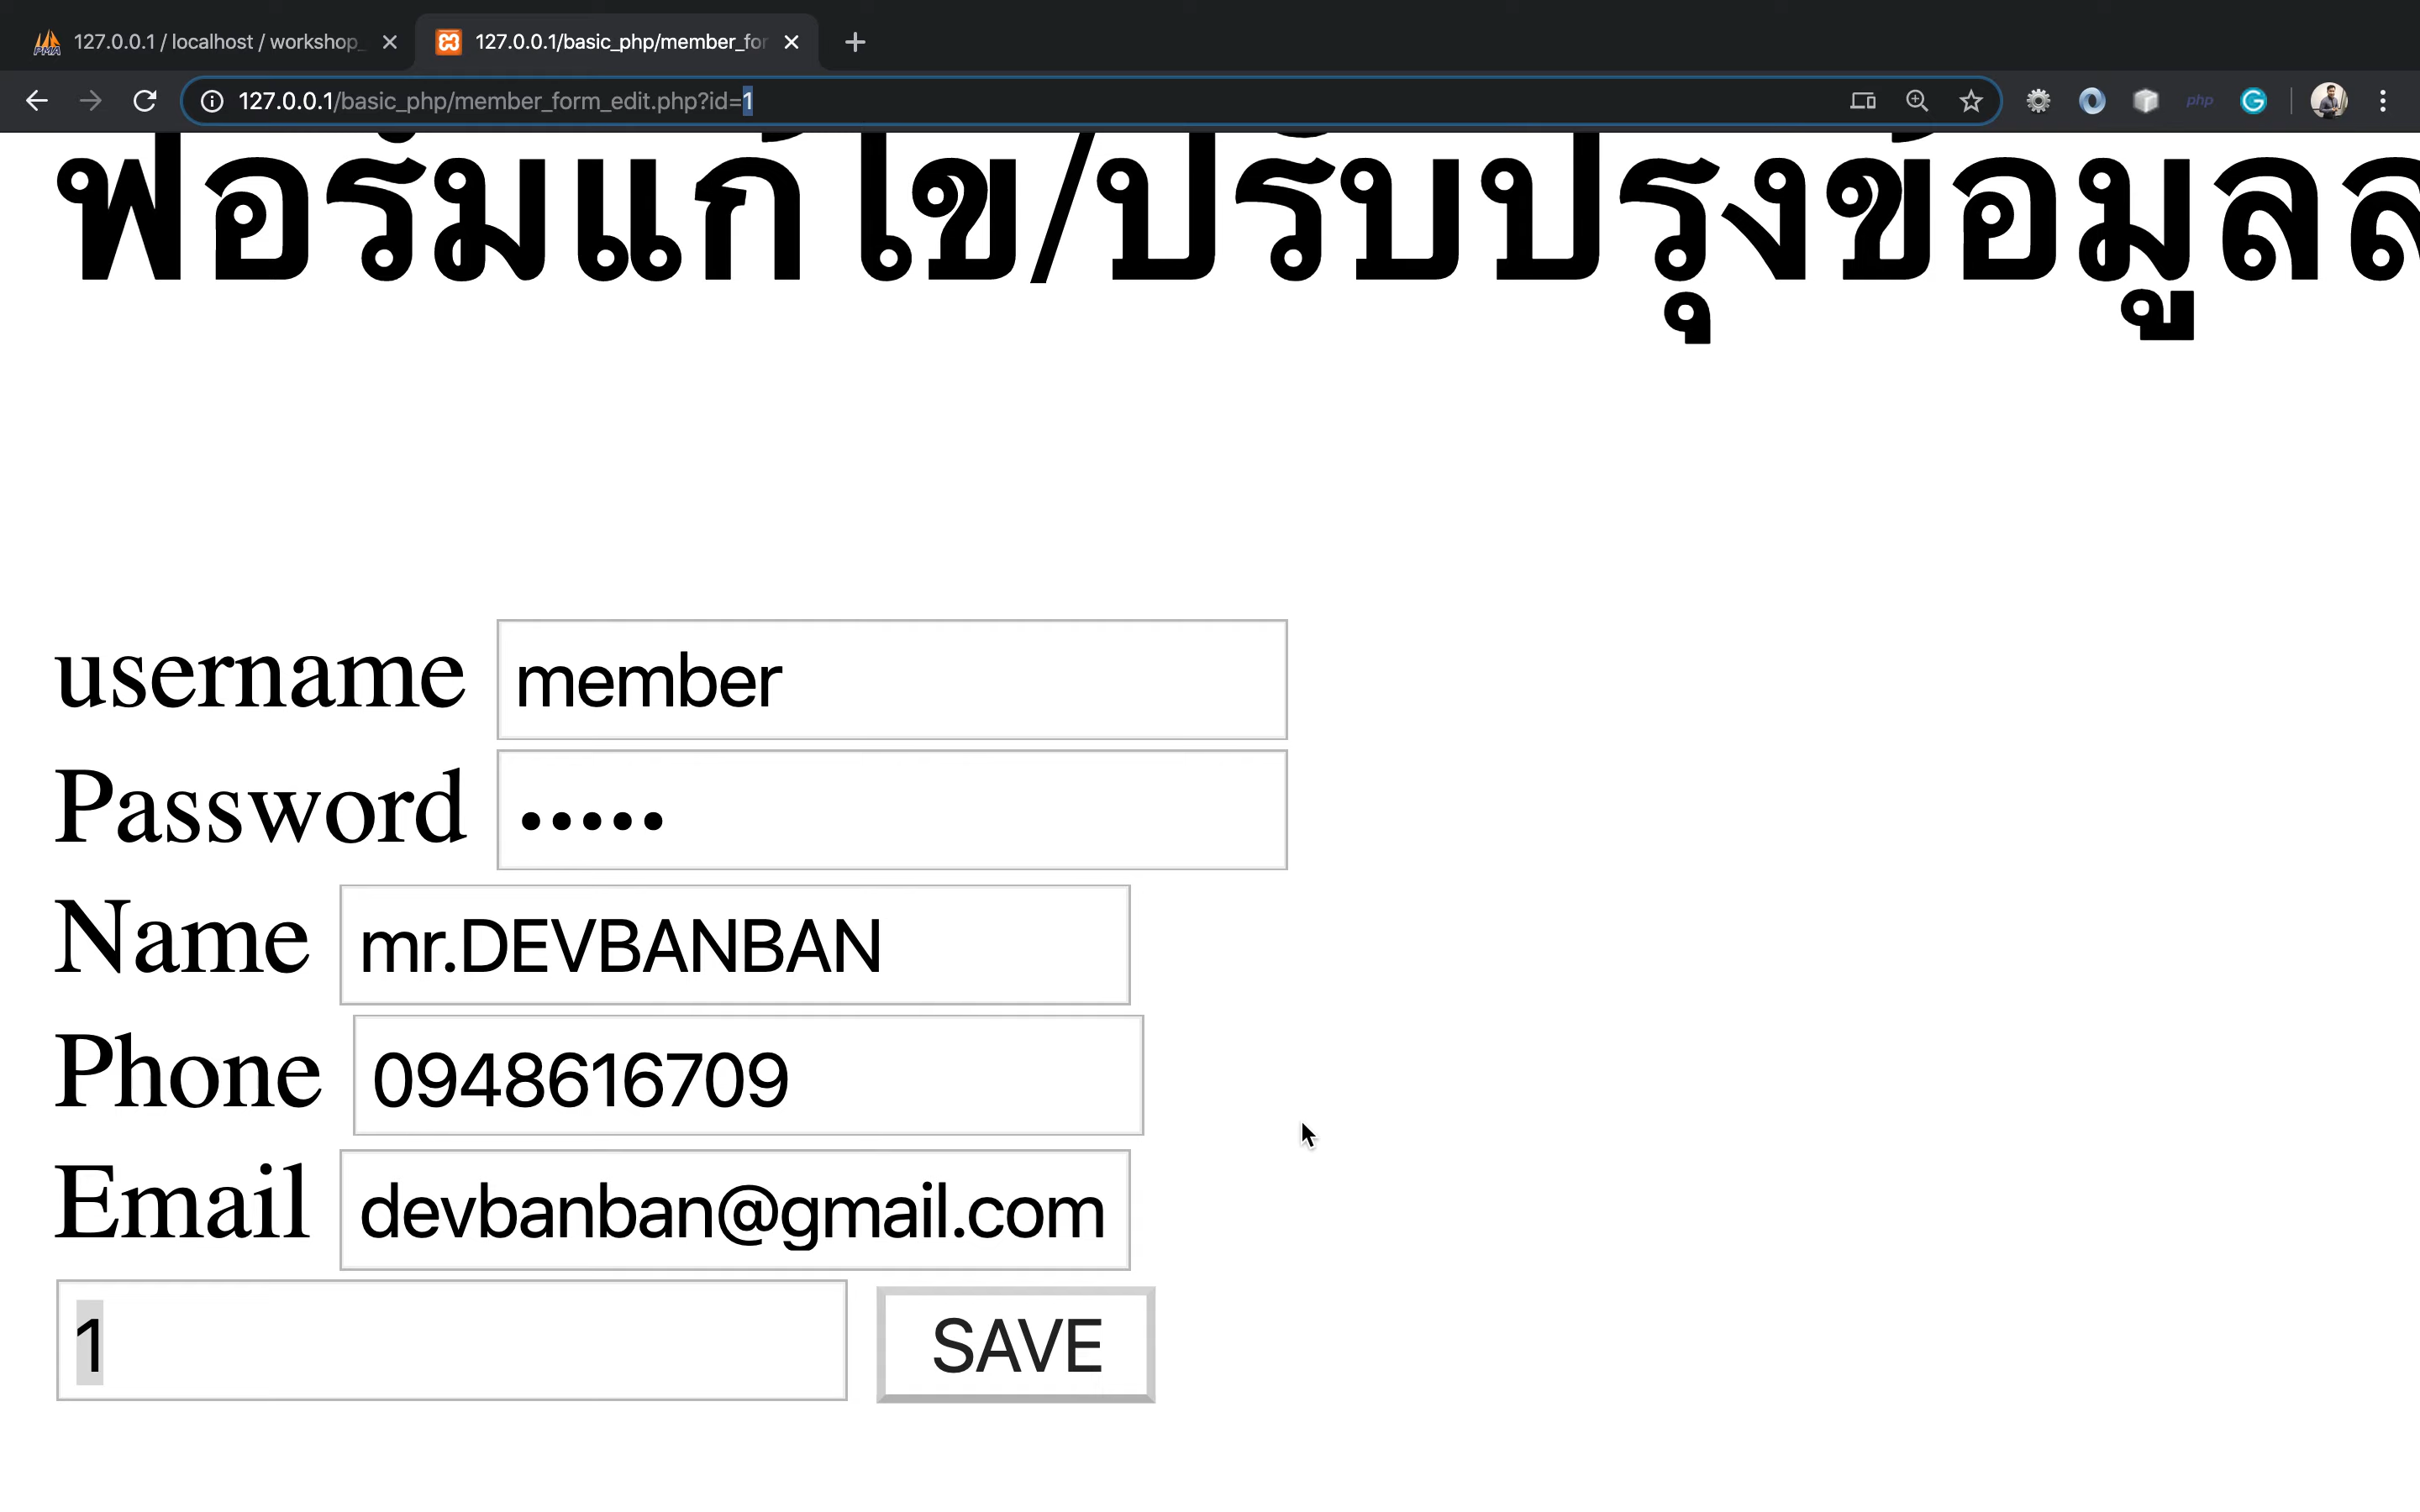 127.0.0.1 / localhost / workshop_
127.0.0.1/basic_php/member_for
127.0.0.1/basic_php/member_form_edit.php?id=1
php
ฟอร์มแก้ไข/ปรับปรุงข้อมูลส
username member
Password •••••
Name mr.DEVBANBAN
Phone 0948616709
Email devbanban@gmail.com
1 SAVE